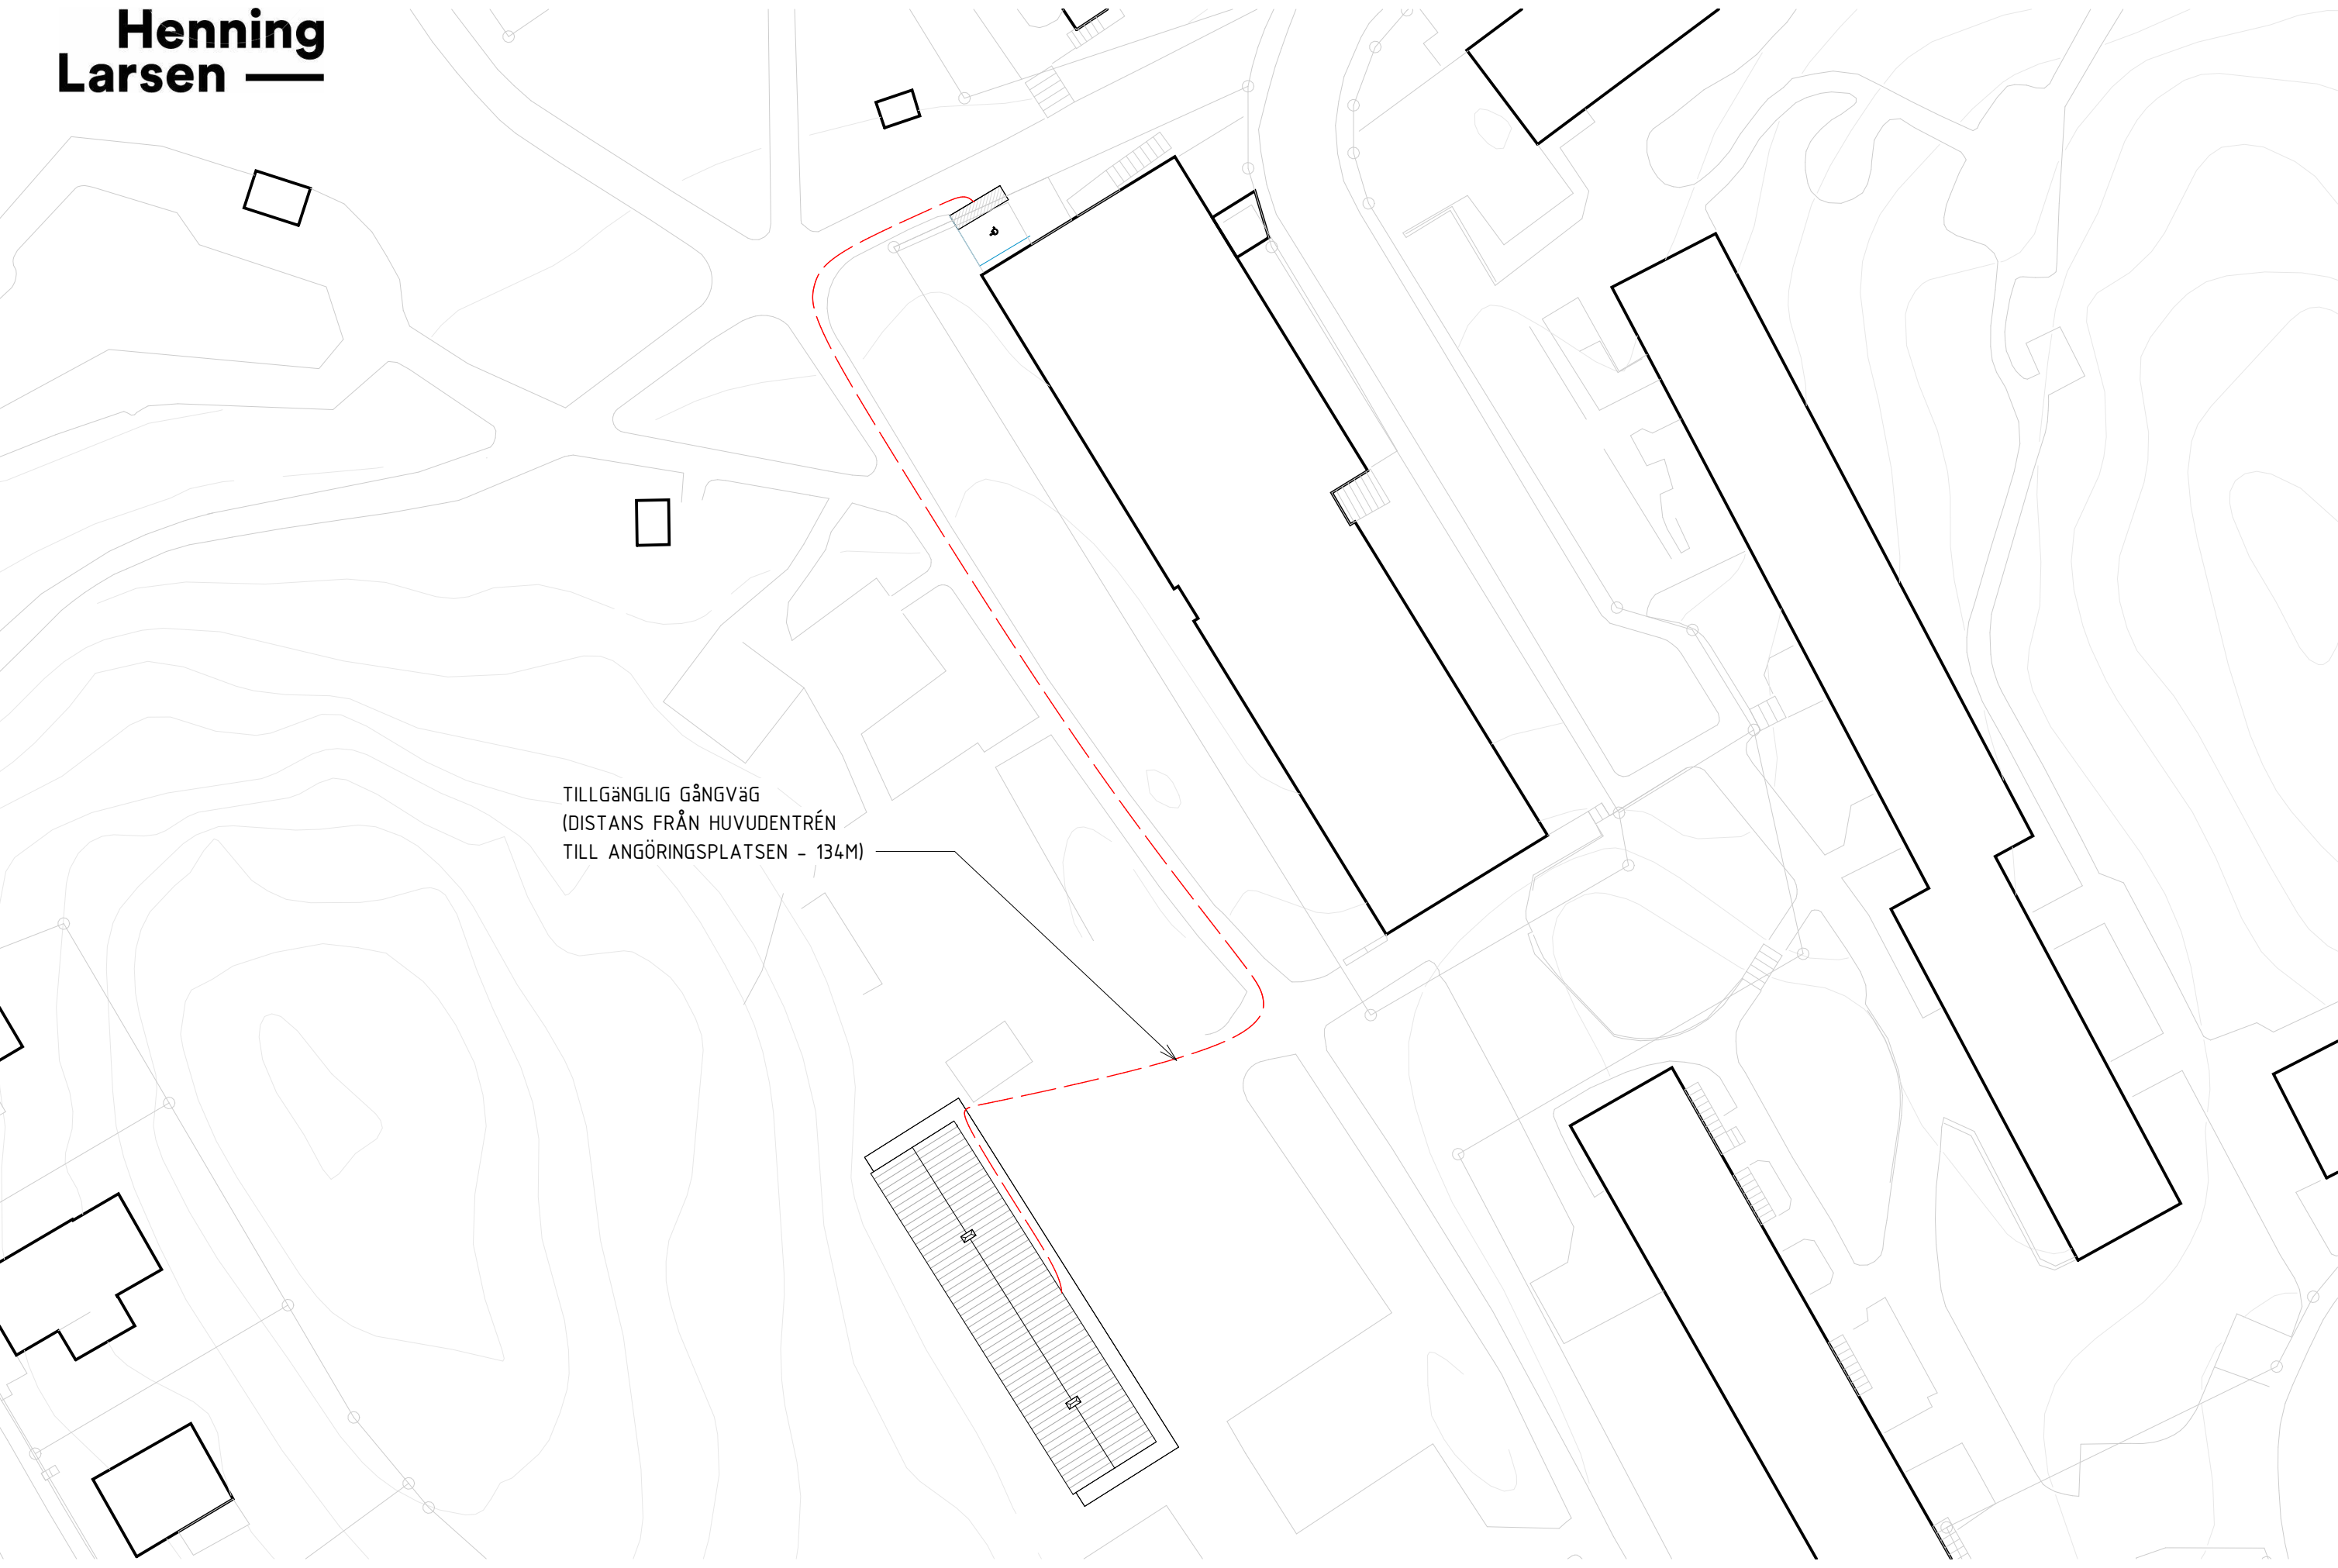 Henning
Larsen
TILLGäNGLIG GåNGVäG
(DISTANS FRÅN HUVUDENTRÉN
TILL ANGÖRINGSPLATSEN - 134M)